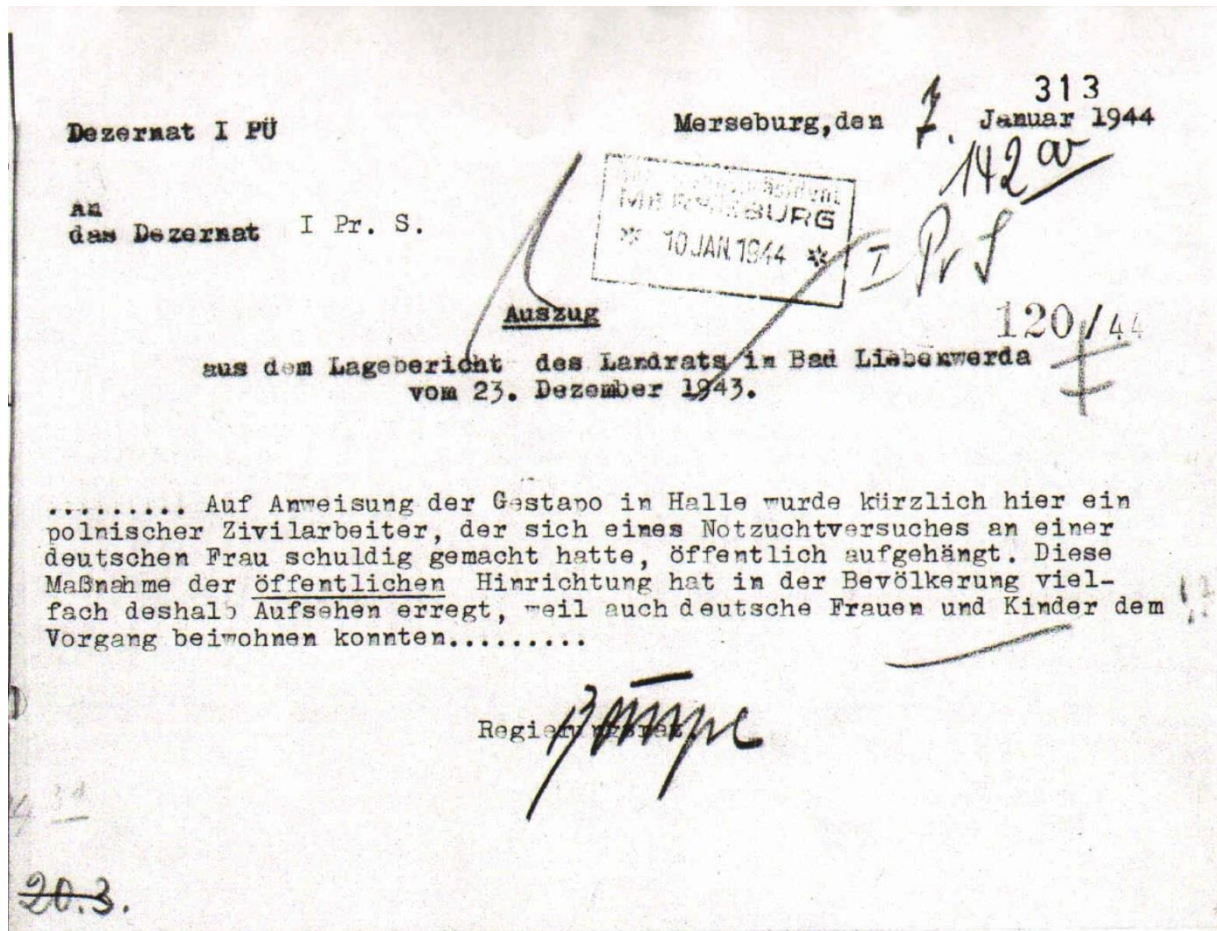 313
Dezernat I PÜ Merseburg, den 7. Januar 1944
142
An
das Dezernat I Pr. S.
MERSEBURG
* 10 JAN 1944 *
I Pr S
Auszug
120/44
aus dem Lagebericht des Landrats in Bad Liebenwerda
vom 23. Dezember 1943.
......... Auf Anweisung der Gestapo in Halle wurde kürzlich hier ein
polnischer Zivilarbeiter, der sich eines Notzuchtversuches an einer
deutschen Frau schuldig gemacht hatte, öffentlich aufgehängt. Diese
Maßnahme der öffentlichen Hinrichtung hat in der Bevölkerung viel-
fach deshalb Aufsehen erregt, weil auch deutsche Frauen und Kinder dem
Vorgang beiwohnen konnten.........
Regierungsrat
20.3.